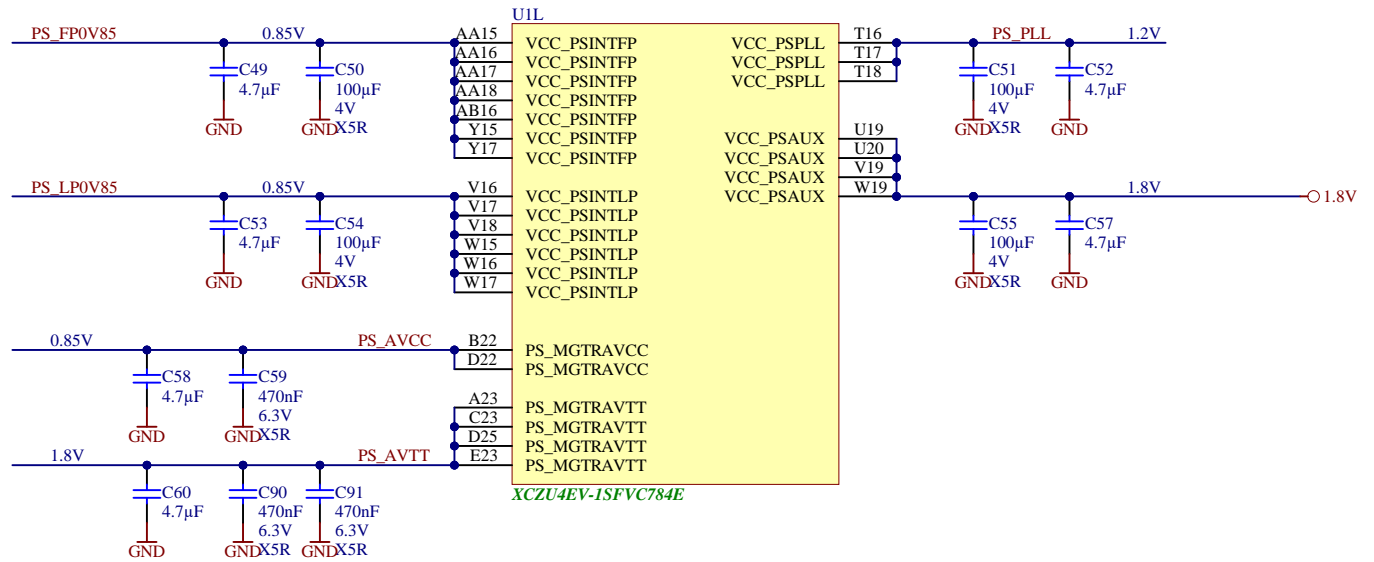 U1L
PS_FP0V85
0.85V
AA15
VCC_PSINTFP
AA16
VCC_PSINTFP
AA17
VCC_PSINTFP
AA18
VCC_PSINTFP
AB16
VCC_PSINTFP
Y15
VCC_PSINTFP
Y17
VCC_PSINTFP
C49
4.7µF
GND
C50
100µF
4V
X5R
GND
VCC_PSPLL
T16
VCC_PSPLL
T17
VCC_PSPLL
T18
PS_PLL
1.2V
C51
100µF
4V
X5R
GND
C52
4.7µF
GND
VCC_PSAUX
U19
VCC_PSAUX
U20
VCC_PSAUX
V19
VCC_PSAUX
W19
1.8V
1.8V
C55
100µF
4V
X5R
GND
C57
4.7µF
GND
PS_LP0V85
0.85V
V16
VCC_PSINTLP
V17
VCC_PSINTLP
V18
VCC_PSINTLP
W15
VCC_PSINTLP
W16
VCC_PSINTLP
W17
VCC_PSINTLP
C53
4.7µF
GND
C54
100µF
4V
X5R
GND
0.85V
PS_AVCC
B22
PS_MGTRAVCC
D22
PS_MGTRAVCC
C58
4.7µF
GND
C59
470nF
6.3V
X5R
GND
A23
PS_MGTRAVTT
C23
PS_MGTRAVTT
D25
PS_MGTRAVTT
E23
PS_MGTRAVTT
1.8V
PS_AVTT
C60
4.7µF
GND
C90
470nF
6.3V
X5R
GND
C91
470nF
6.3V
X5R
GND
XCZU4EV-1SFVC784E